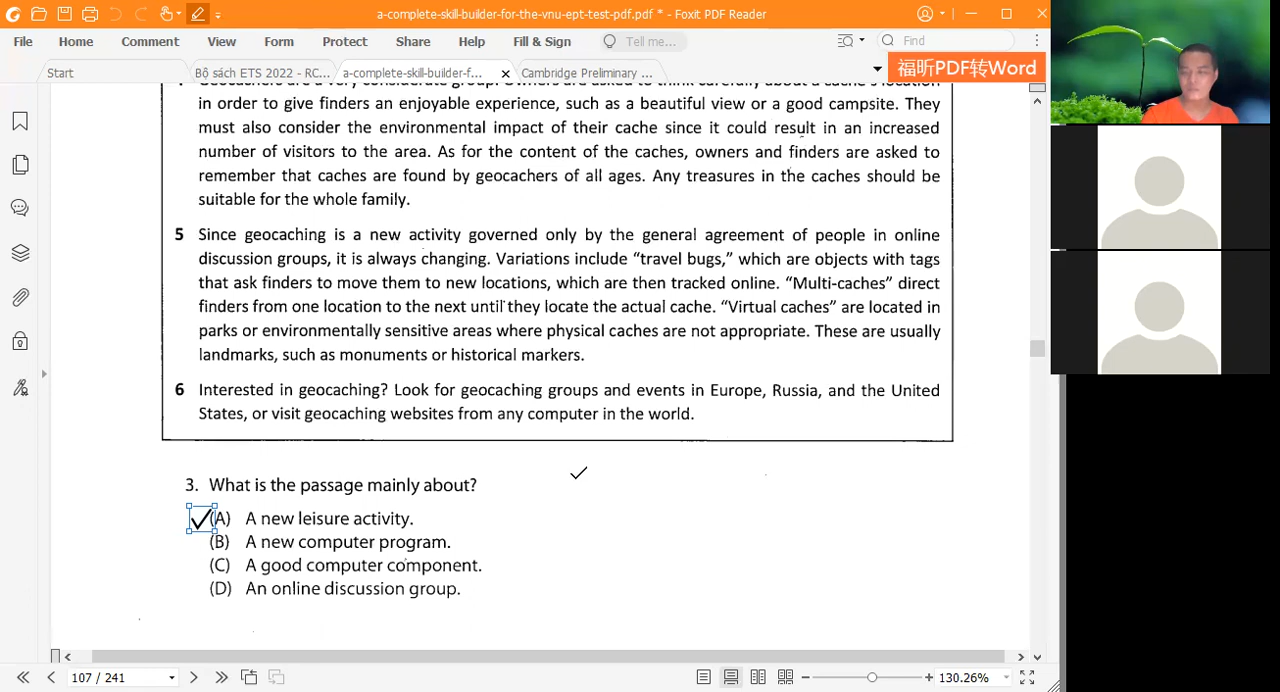 a-complete-skill-builder-for-the-vnu-ept-test-pdf.pdf * - Foxit PDF Reader
File Home Comment View Form Protect Share Help Fill & Sign Tell me... Find
Start Bộ sách ETS 2022 - RC... a-complete-skill-builder-f... Cambridge Preliminary ... 福昕PDF转Word
in order to give finders an enjoyable experience, such as a beautiful view or a good campsite. They
must also consider the environmental impact of their cache since it could result in an increased
number of visitors to the area. As for the content of the caches, owners and finders are asked to
remember that caches are found by geocachers of all ages. Any treasures in the caches should be
suitable for the whole family.
5 Since geocaching is a new activity governed only by the general agreement of people in online
discussion groups, it is always changing. Variations include “travel bugs,” which are objects with tags
that ask finders to move them to new locations, which are then tracked online. “Multi-caches” direct
finders from one location to the next until they locate the actual cache. “Virtual caches” are located in
parks or environmentally sensitive areas where physical caches are not appropriate. These are usually
landmarks, such as monuments or historical markers.
6 Interested in geocaching? Look for geocaching groups and events in Europe, Russia, and the United
States, or visit geocaching websites from any computer in the world.
3. What is the passage mainly about?
(A) A new leisure activity.
(B) A new computer program.
(C) A good computer component.
(D) An online discussion group.
107 / 241 130.26%